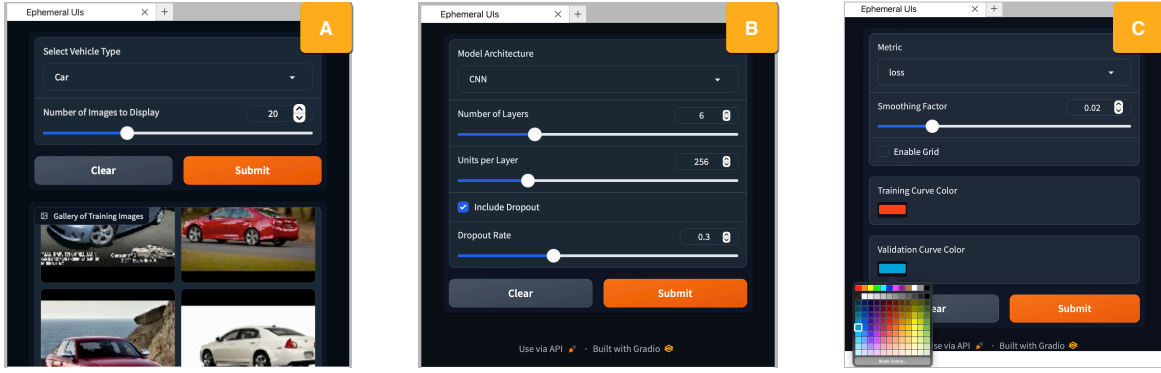 Ephemeral UIs
A
Select Vehicle Type
Car
Number of Images to Display
20
Clear
Submit
Gallery of Training Images
Ephemeral UIs
B
Model Architecture
CNN
Number of Layers
6
Units per Layer
256
Include Dropout
Dropout Rate
0.3
Clear
Submit
Use via API · Built with Gradio
Ephemeral UIs
C
Metric
loss
Smoothing Factor
0.02
Enable Grid
Training Curve Color
Validation Curve Color
ear
Submit
se via API · Built with Gradio
Show Colors...